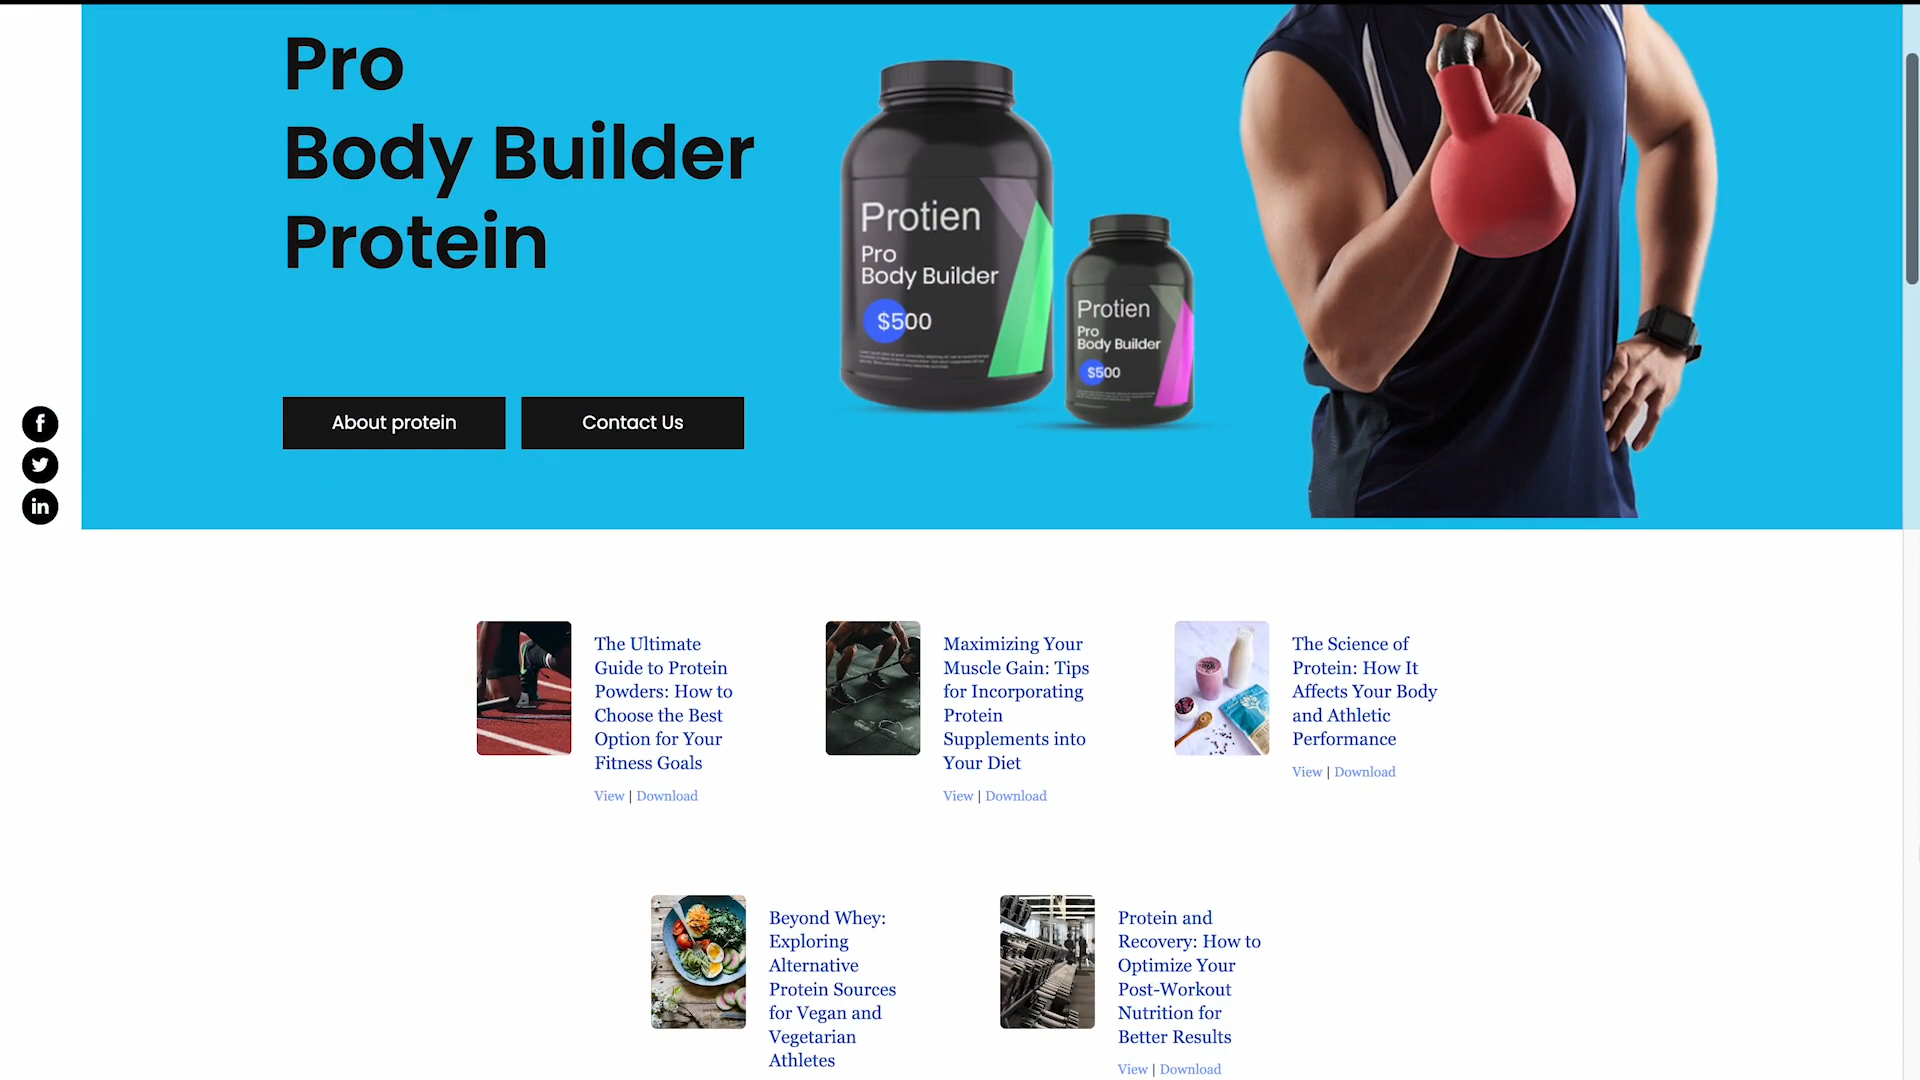 Pro
Body Builder
Protein
Protien
Pro
Body Builder
$500
Protien
Pro
Body Builder
$500
About protein
Contact Us
The Ultimate
Guide to Protein
Powders: How to
Choose the Best
Option for Your
Fitness Goals
View | Download
Maximizing Your
Muscle Gain: Tips
for Incorporating
Protein
Supplements into
Your Diet
View | Download
The Science of
Protein: How It
Affects Your Body
and Athletic
Performance
View | Download
Beyond Whey:
Exploring
Alternative
Protein Sources
for Vegan and
Vegetarian
Athletes
Protein and
Recovery: How to
Optimize Your
Post-Workout
Nutrition for
Better Results
View | Download